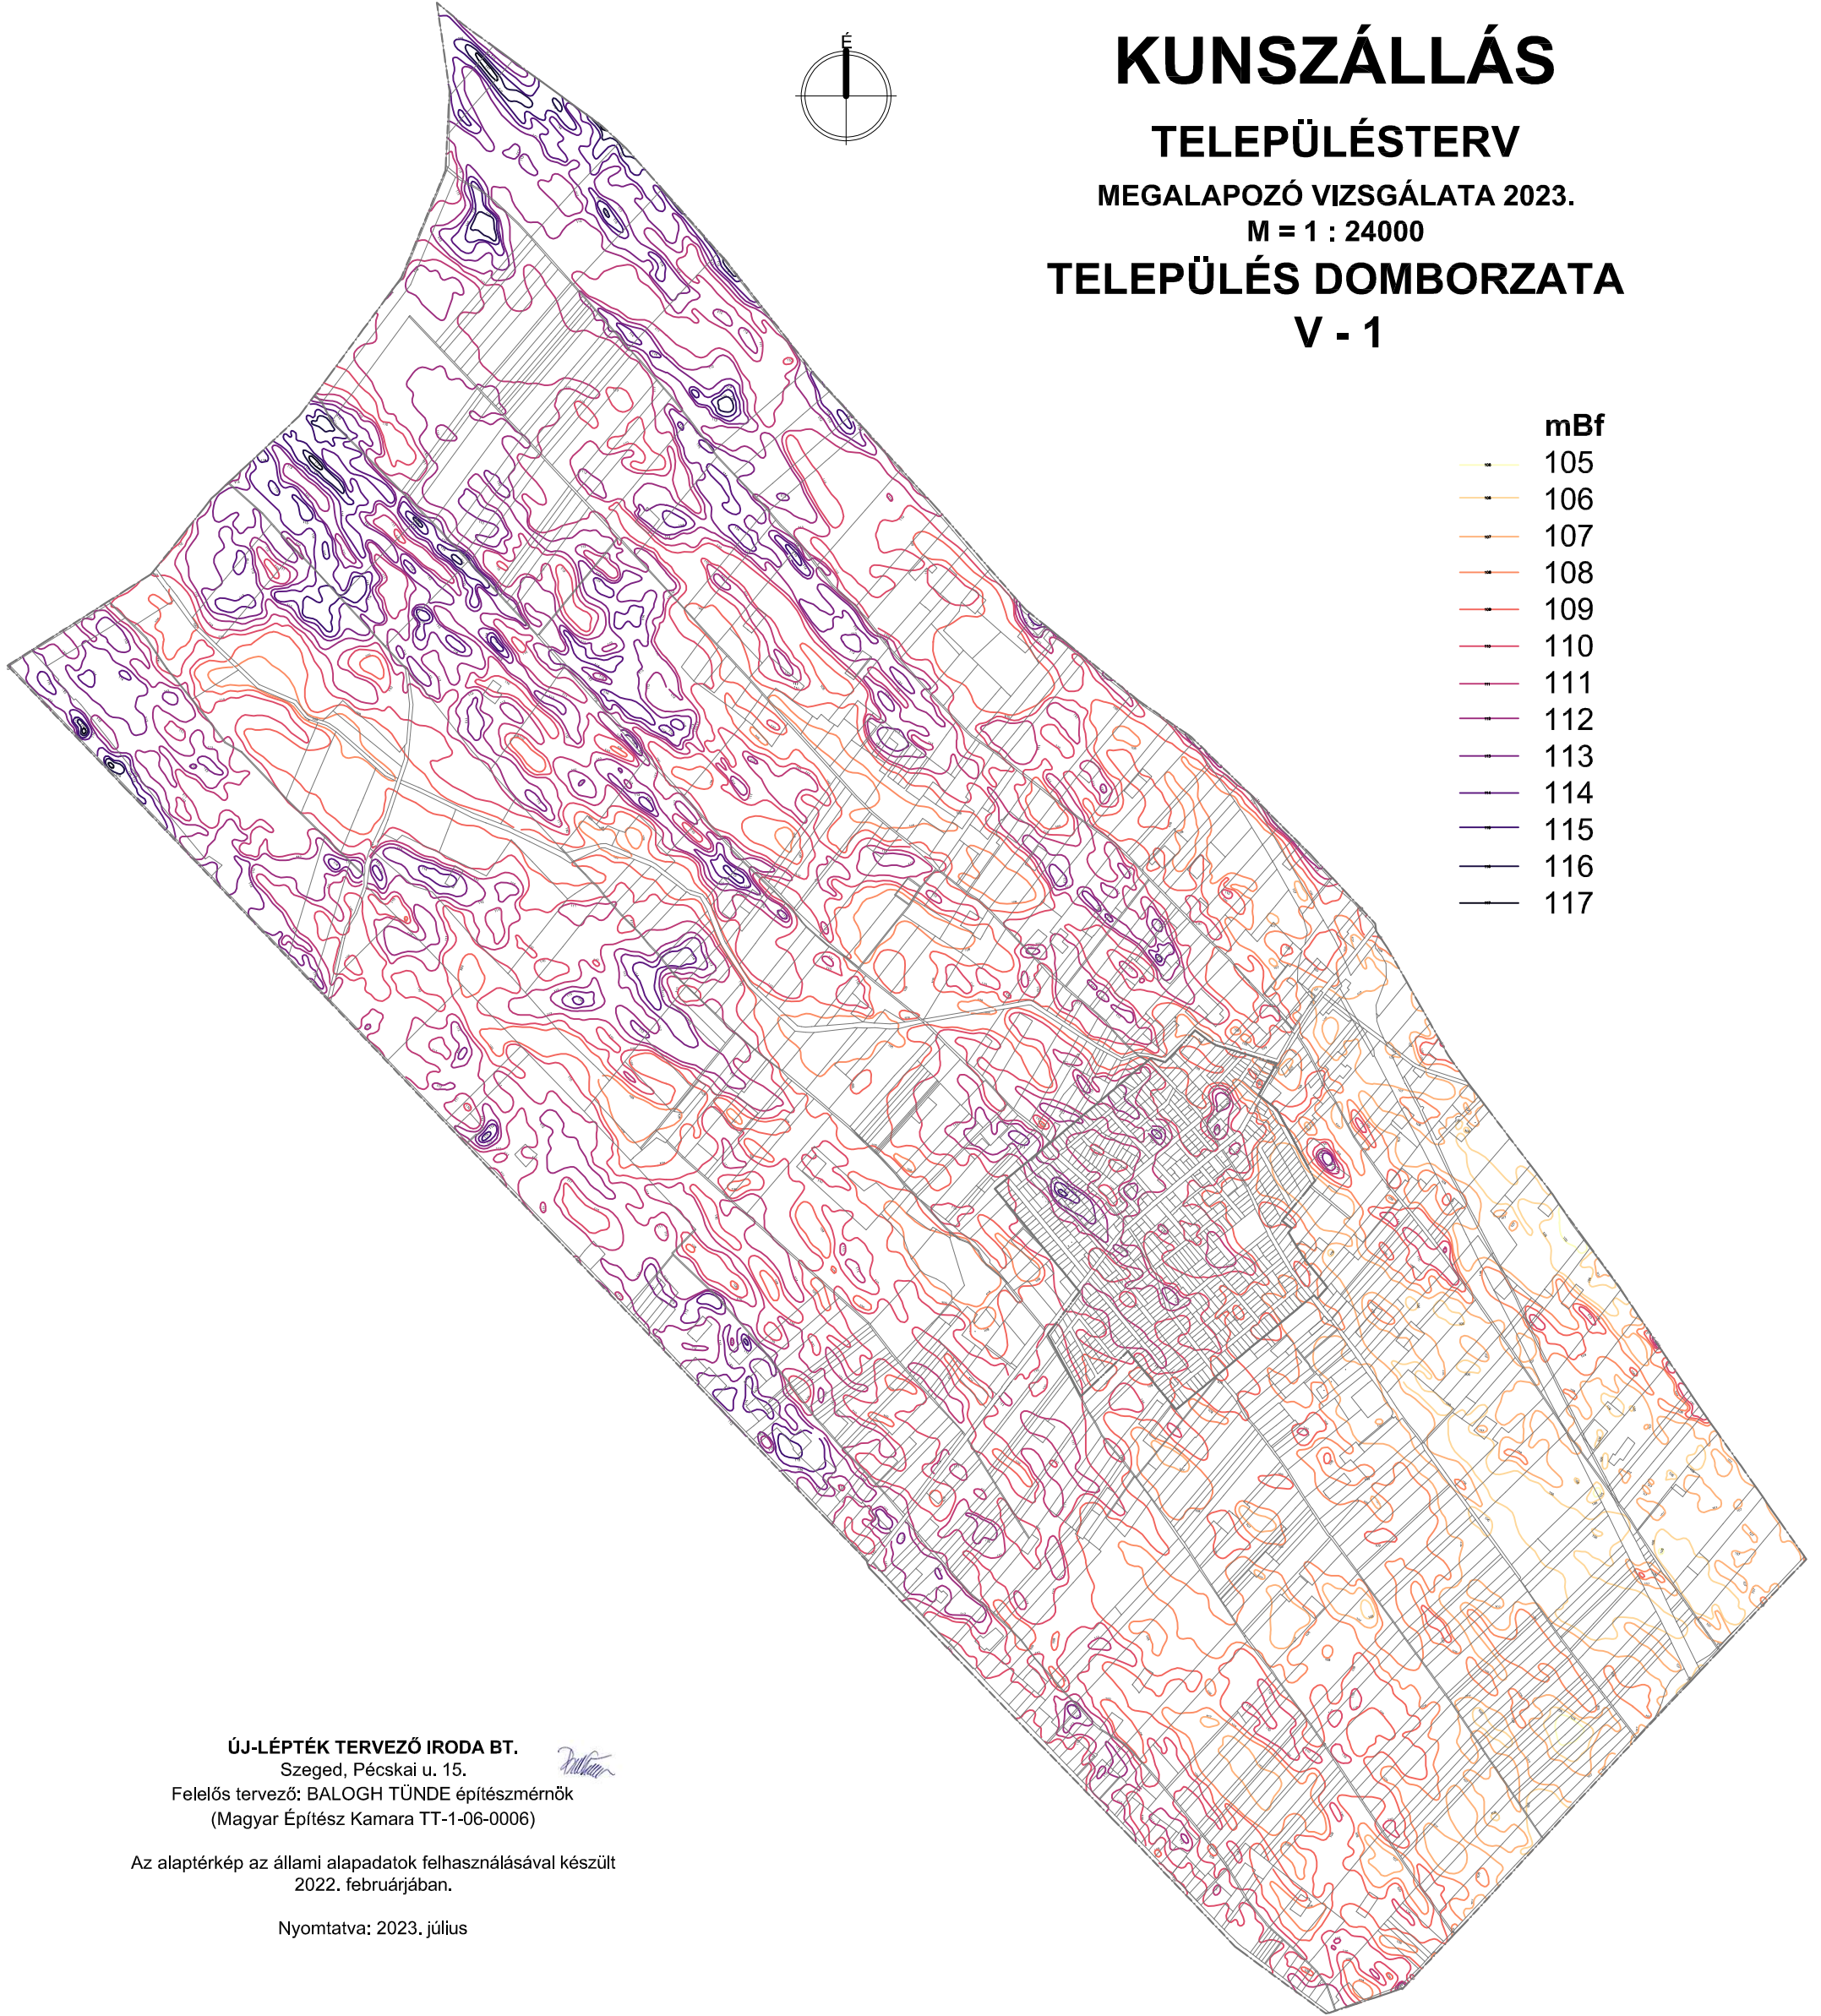 É
KUNSZÁLLÁS
TELEPÜLÉSTERV
MEGALAPOZÓ VIZSGÁLATA 2023.
M = 1 : 24000
TELEPÜLÉS DOMBORZATA
V - 1
mBf
105
106
107
108
109
110
111
112
113
114
115
116
117
ÚJ-LÉPTÉK TERVEZŐ IRODA BT.
Szeged, Pécskai u. 15.
Felelős tervező: BALOGH TÜNDE építészmérnök
(Magyar Építész Kamara TT-1-06-0006)
Az alaptérkép az állami alapadatok felhasználásával készült
2022. februárjában.
Nyomtatva: 2023. július